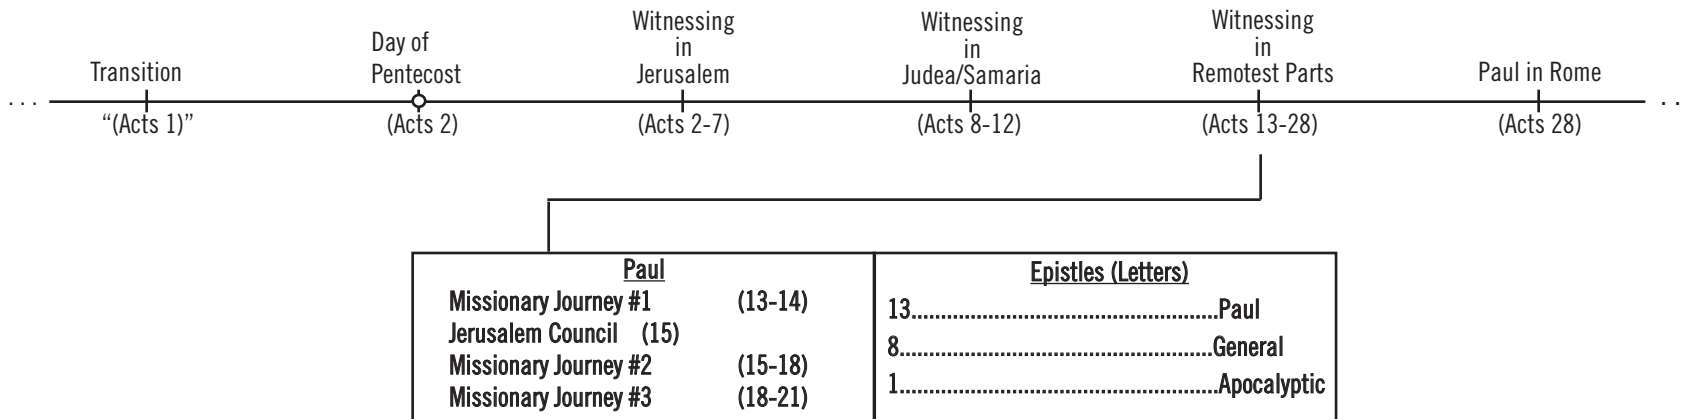 Transition
Day of
Pentecost
Witnessing
in
Jerusalem
Witnessing
in
Judea/Samaria
Witnessing
in
Remotest Parts
Paul in Rome
. . .
. .
"(Acts 1)"
(Acts 2)
(Acts 2-7)
(Acts 8-12)
(Acts 13-28)
(Acts 28)
Paul
Missionary Journey #1 (13-14)
Jerusalem Council (15)
Missionary Journey #2 (15-18)
Missionary Journey #3 (18-21)
Epistles (Letters)
13..................................................Paul
8...................................................General
1...................................................Apocalyptic